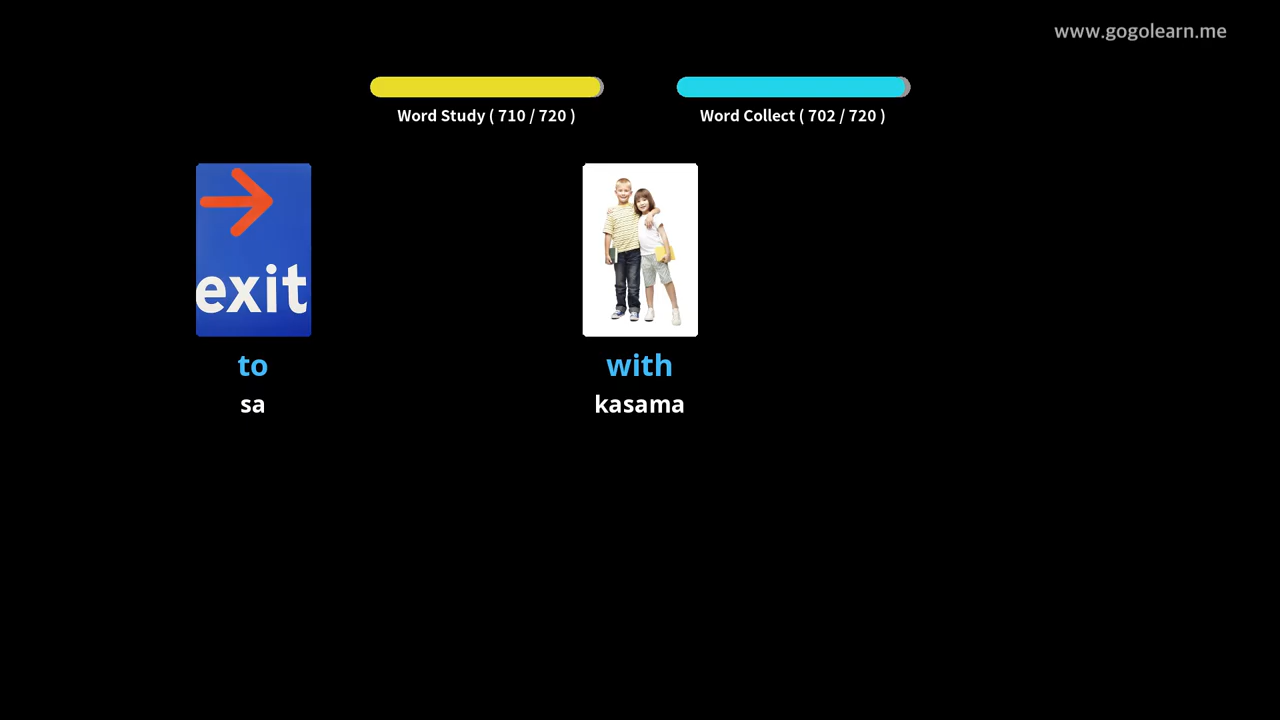 www.gogolearn.me
Word Study ( 710 / 720 )
Word Collect ( 702 / 720 )
exit
to
with
sa
kasama